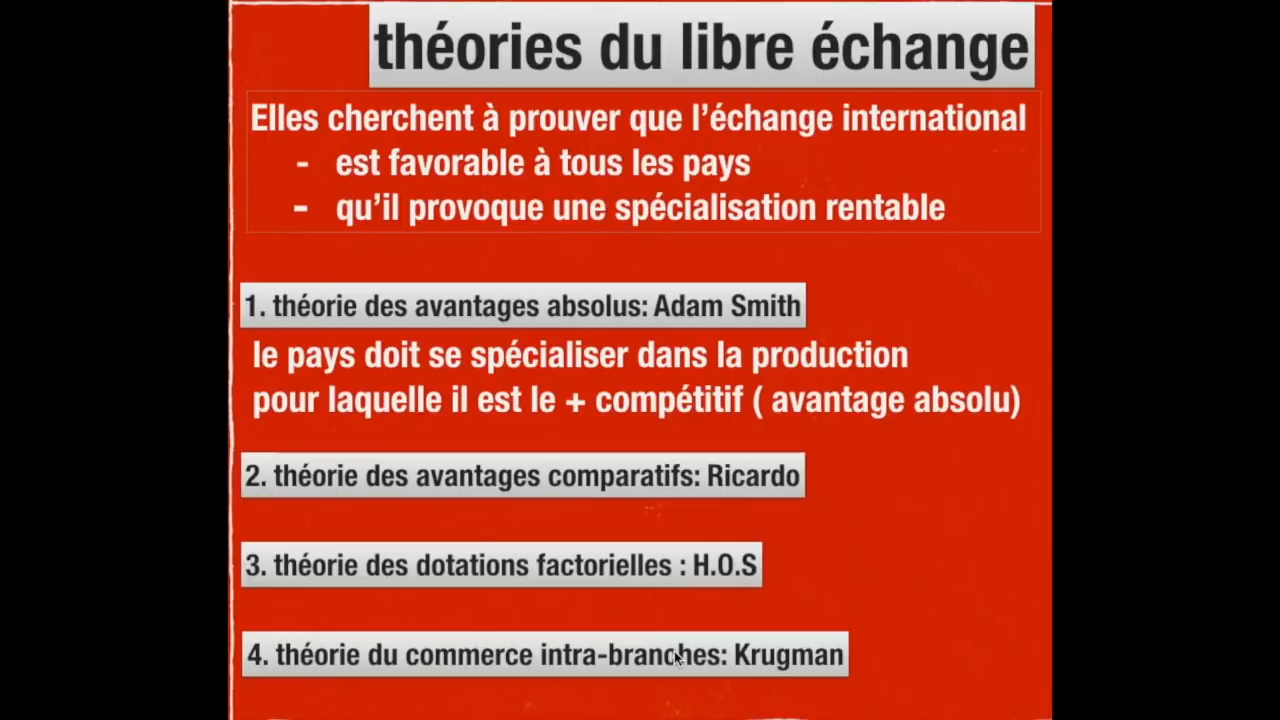 théories du libre échange
Elles cherchent à prouver que l’échange international
- est favorable à tous les pays
- qu’il provoque une spécialisation rentable
1. théorie des avantages absolus: Adam Smith
le pays doit se spécialiser dans la production
pour laquelle il est le + compétitif ( avantage absolu)
2. théorie des avantages comparatifs: Ricardo
3. théorie des dotations factorielles : H.O.S
4. théorie du commerce intra-branches: Krugman